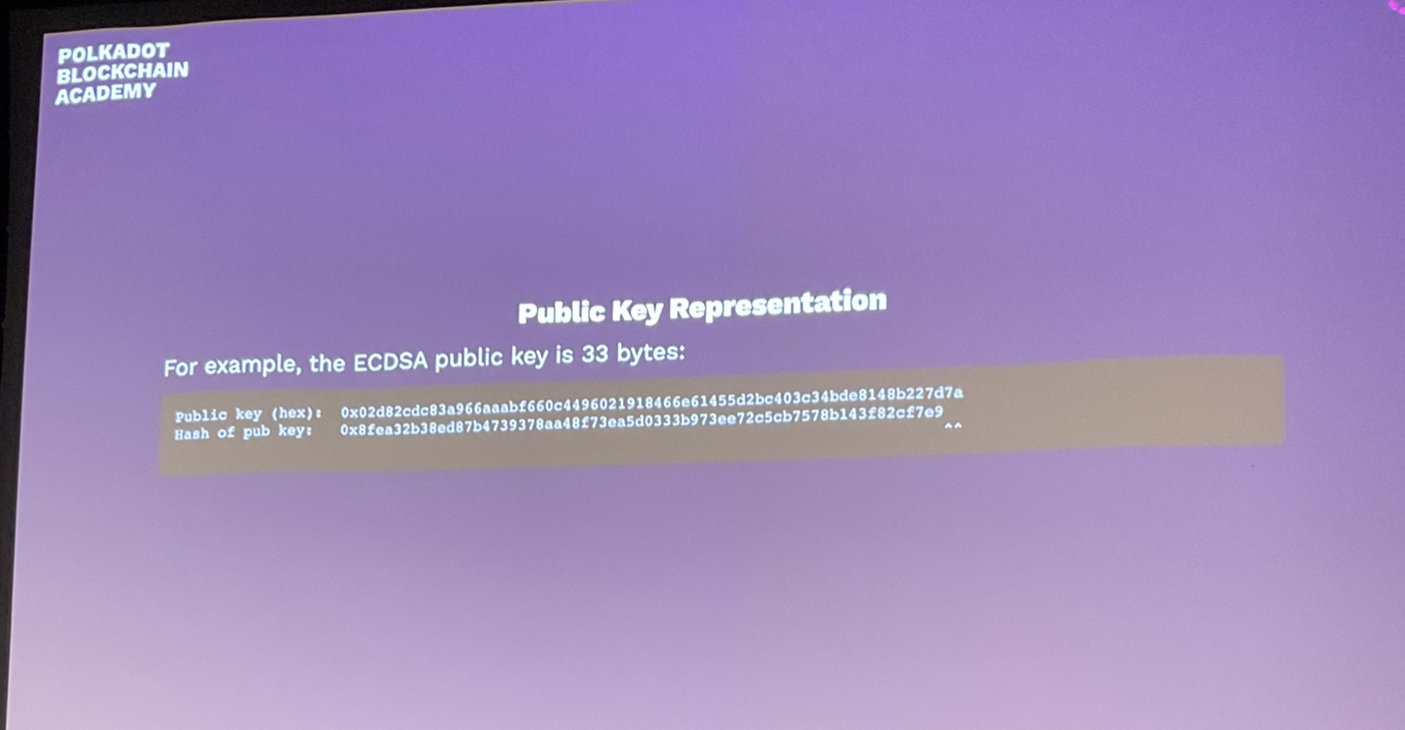 POLKADOT
BLOCKCHAIN
ACADEMY
Public Key Representation
For example, the ECDSA public key is 33 bytes:
Public key (hex): 0x02d82cdc83a966aaabf660c4496021918466e61455d2bc403c34bde8148b227d7a
Hash of pub key: 0x8fea32b38ed87b4739378aa48f73ea5d0333b973ee72c5cb7578b143f82cf7e9
^^